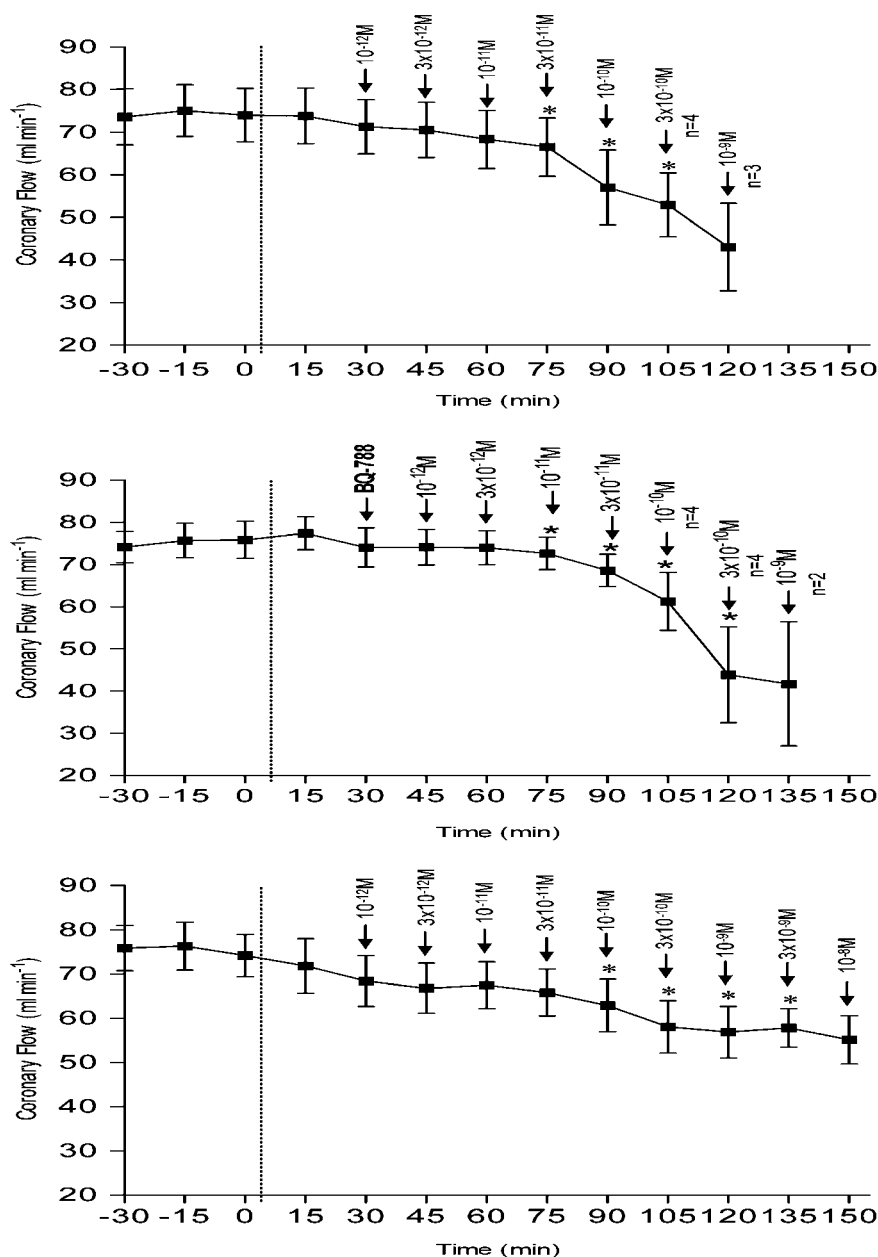 10⁻¹²M
3x10⁻¹²M
10⁻¹¹M
3x10⁻¹¹M
10⁻¹⁰M
3x10⁻¹⁰M
n=4
10⁻⁹M
n=3
*
*
*
Coronary Flow (ml min⁻¹)
90
80
70
60
50
40
30
20
-30 -15 0 15 30 45 60 75 90 105 120 135 150
Time (min)
BQ-788
10⁻¹²M
3x10⁻¹²M
10⁻¹¹M
3x10⁻¹¹M
10⁻¹⁰M
n=4
3x10⁻¹⁰M
n=4
10⁻⁹M
n=2
*
*
*
*
Coronary Flow (ml min⁻¹)
90
80
70
60
50
40
30
20
-30 -15 0 15 30 45 60 75 90 105 120 135 150
Time (min)
10⁻¹²M
3x10⁻¹²M
10⁻¹¹M
3x10⁻¹¹M
10⁻¹⁰M
3x10⁻¹⁰M
10⁻⁹M
3x10⁻⁹M
10⁻⁸M
*
*
*
*
Coronary Flow (ml min⁻¹)
90
80
70
60
50
40
30
20
-30 -15 0 15 30 45 60 75 90 105 120 135 150
Time (min)